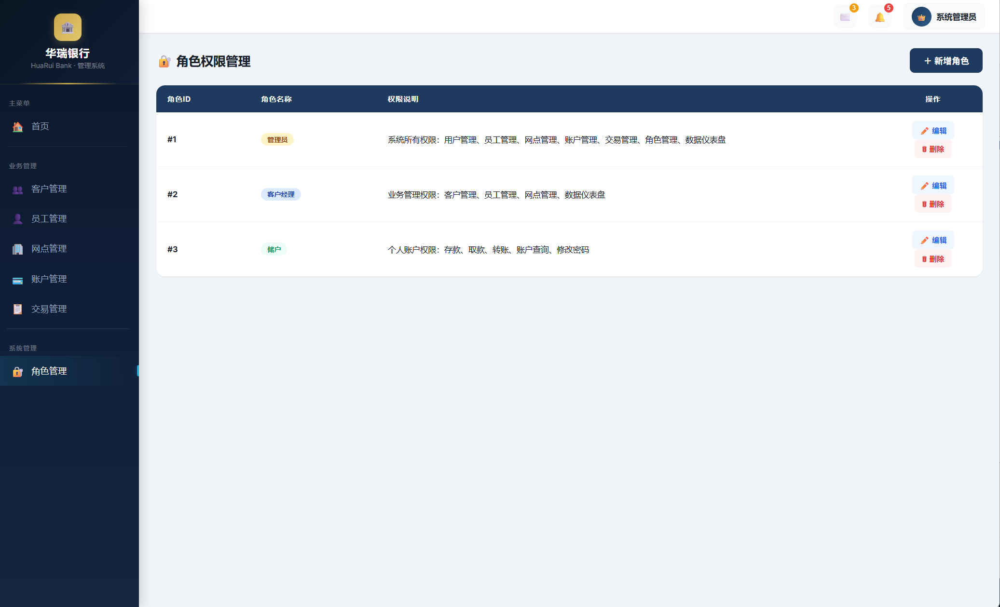 华瑞银行
HuaRui Bank · 管理系统
主菜单
首页
业务管理
客户管理
员工管理
网点管理
账户管理
交易管理
系统管理
角色管理
3
5
系统管理员
角色权限管理
+ 新增角色
角色ID 角色名称 权限说明 操作
#1 管理员 系统所有权限：用户管理、员工管理、网点管理、账户管理、交易管理、角色管理、数据仪表盘 编辑
删除
#2 客户经理 业务管理权限：客户管理、员工管理、网点管理、数据仪表盘 编辑
删除
#3 储户 个人账户权限：存款、取款、转账、账户查询、修改密码 编辑
删除